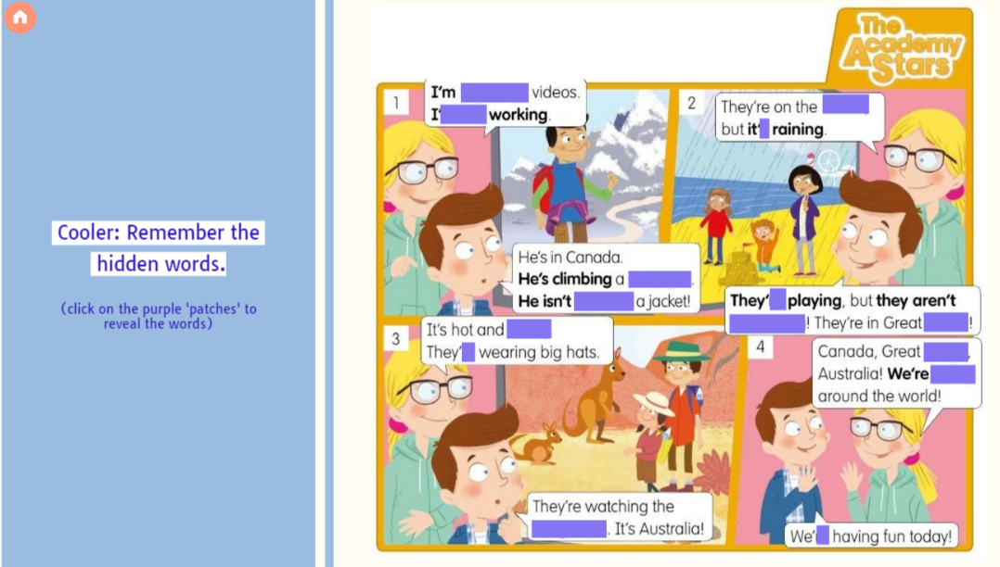 Cooler: Remember the
hidden words.
(click on the purple 'patches' to
reveal the words)
The
Academy
Stars
1
I'm videos.
I' working.
He's in Canada.
He's climbing a .
He isn't a jacket!
2
They're on the ,
but it' raining.
They' playing, but they aren't
! They're in Great !
3
It's hot and
They' wearing big hats.
They're watching the
. It's Australia!
4
Canada, Great ,
Australia! We're
around the world!
We' having fun today!